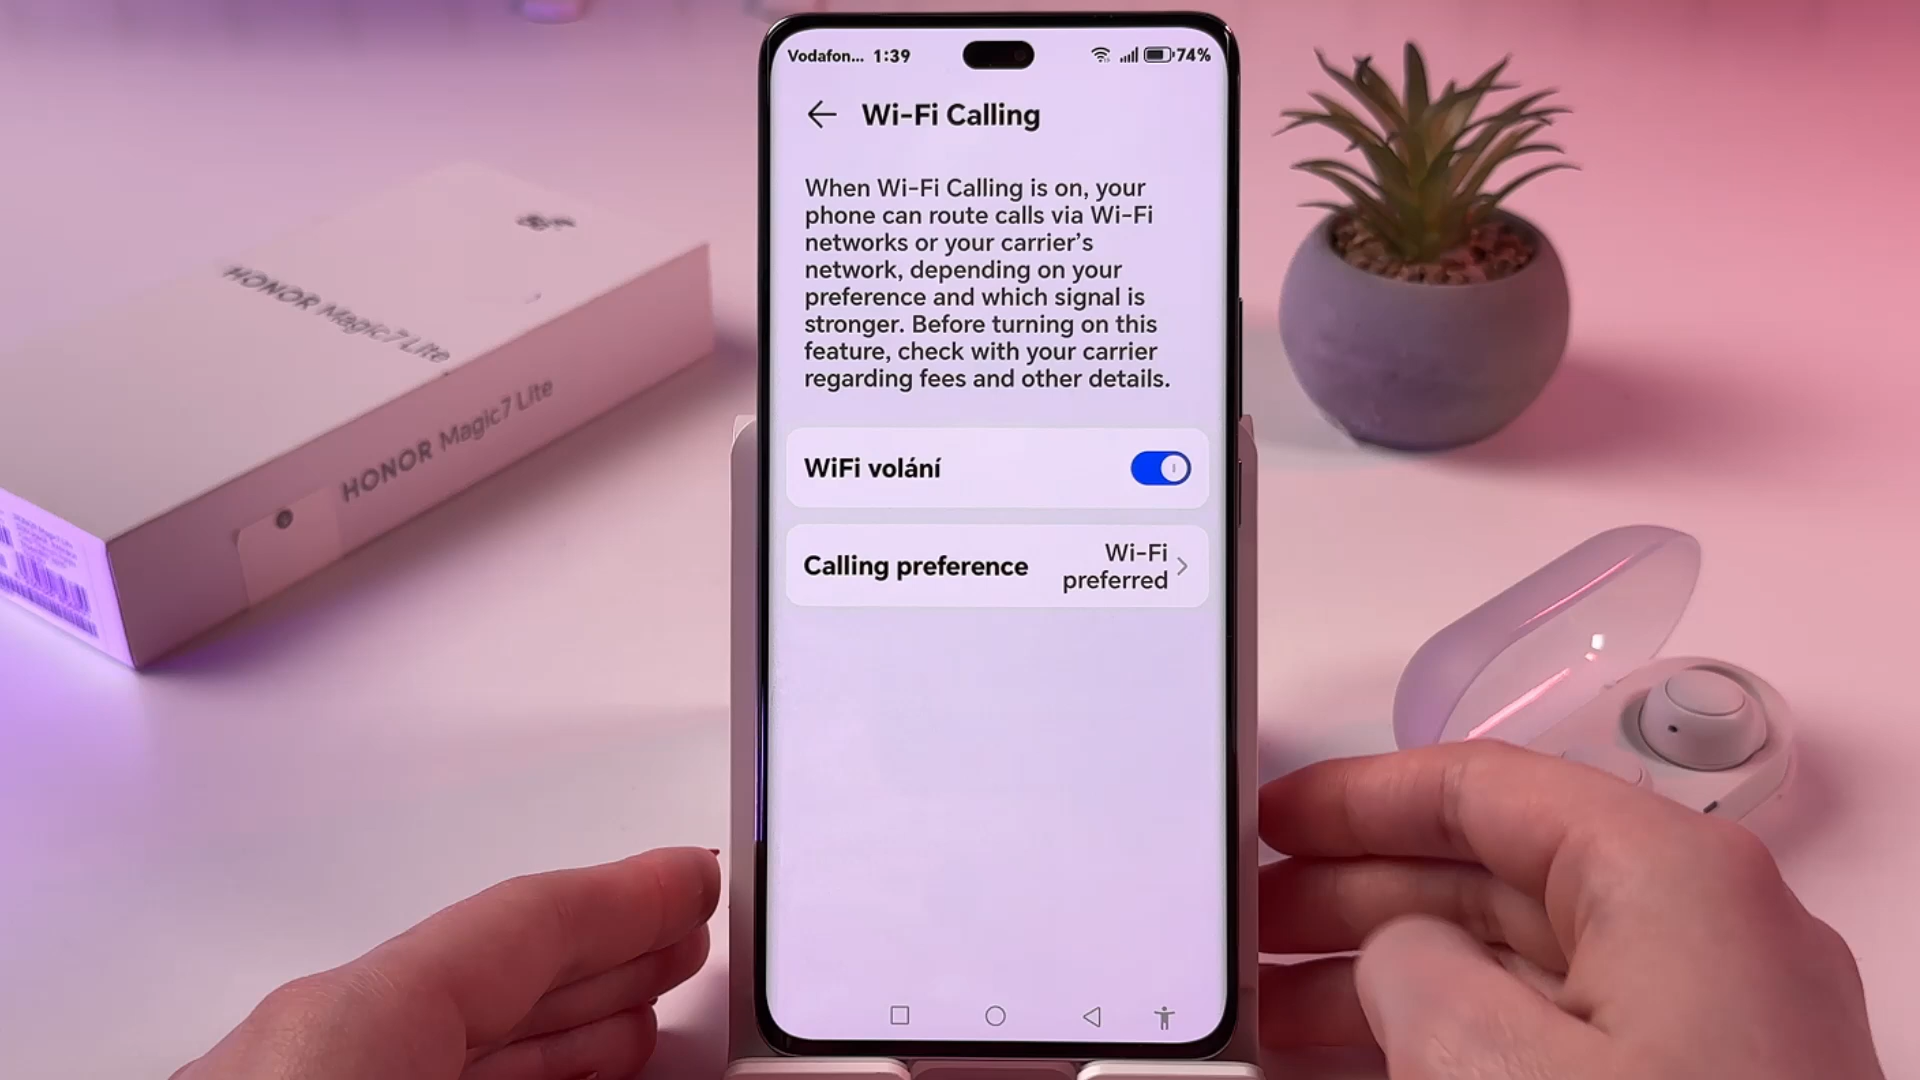 Vodafon... 1:39 74%
Wi-Fi Calling
When Wi-Fi Calling is on, your
phone can route calls via Wi-Fi
networks or your carrier's
network, depending on your
preference and which signal is
stronger. Before turning on this
feature, check with your carrier
regarding fees and other details.
WiFi volání
Calling preference
Wi-Fi
preferred
HONOR Magic7 Lite
HONOR Magic7 Lite